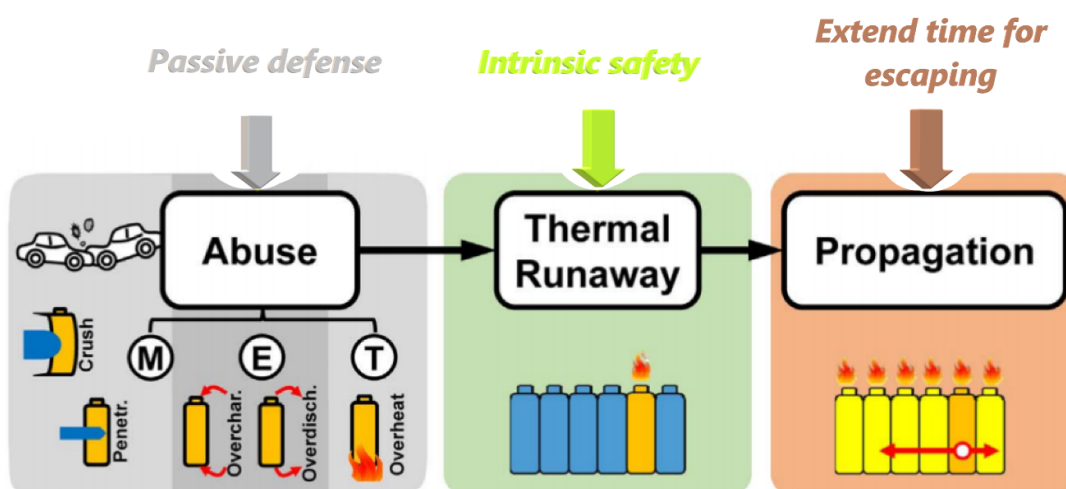 Passive defense
Intrinsic safety
Extend time for
escaping
Abuse
Thermal
Runaway
Propagation
M
E
T
Crush
Penetr.
Overchar.
Overdisch.
Overheat